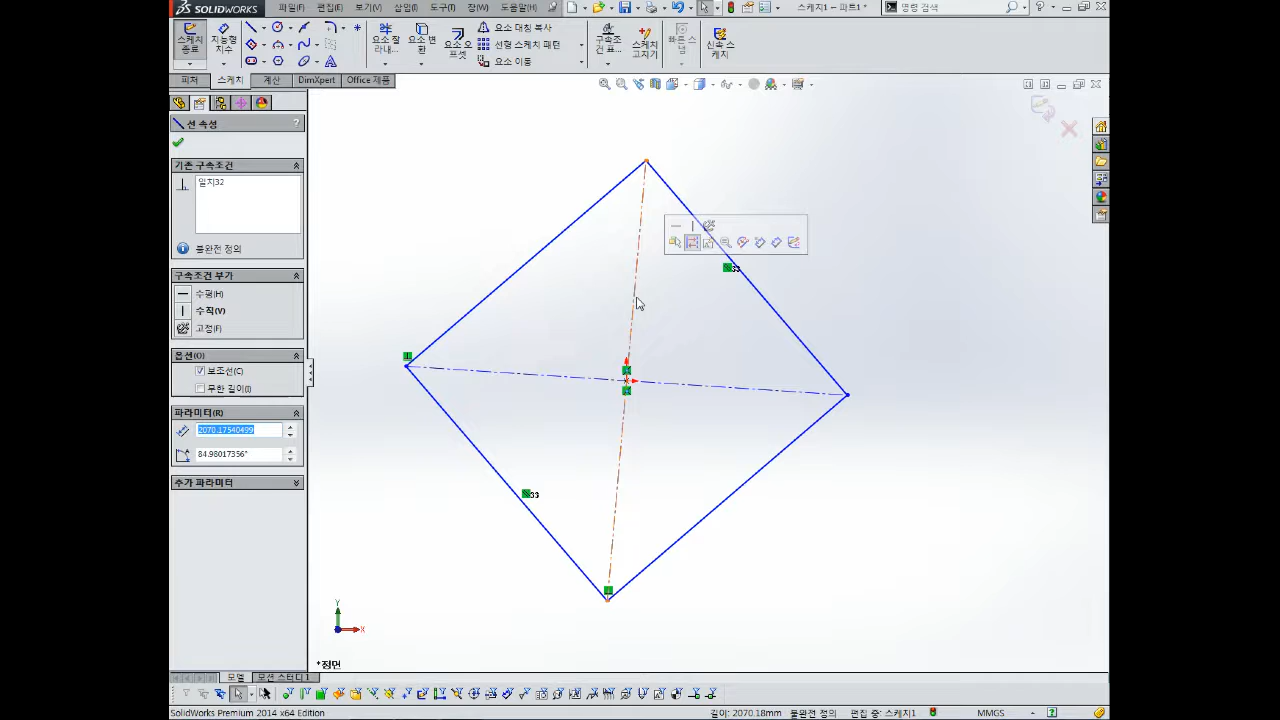 SOLIDWORKS 파일(F) 편집(E) 보기(V) 삽입(I) 도구(T) 창(W) 도움말(H) 스케치1 - 파트1 * 명령 검색
스케치 종료
지능형 치수
요소 잘라내...
요소 변환
요소 오프셋
요소 대칭 복사
선형 스케치 패턴
요소 이동
구속조건 표...
스케치 고치기
빠른 스냅
신속 스케치
피처 스케치 계산 DimXpert Office 제품
선 속성 ?
기존 구속조건
일치32
불완전 정의
구속조건 부가
수평(H)
수직(V)
고정(F)
옵션(O)
보조선(C)
무한 길이(I)
파라미터(R)
2070.17540499
84.98017356°
추가 파라미터
33
33
Y
X
*정면
모델 모션 스터디 1
SolidWorks Premium 2014 x64 Edition 길이: 2070.18mm 불완전 정의 편집 중: 스케치1 MMGS